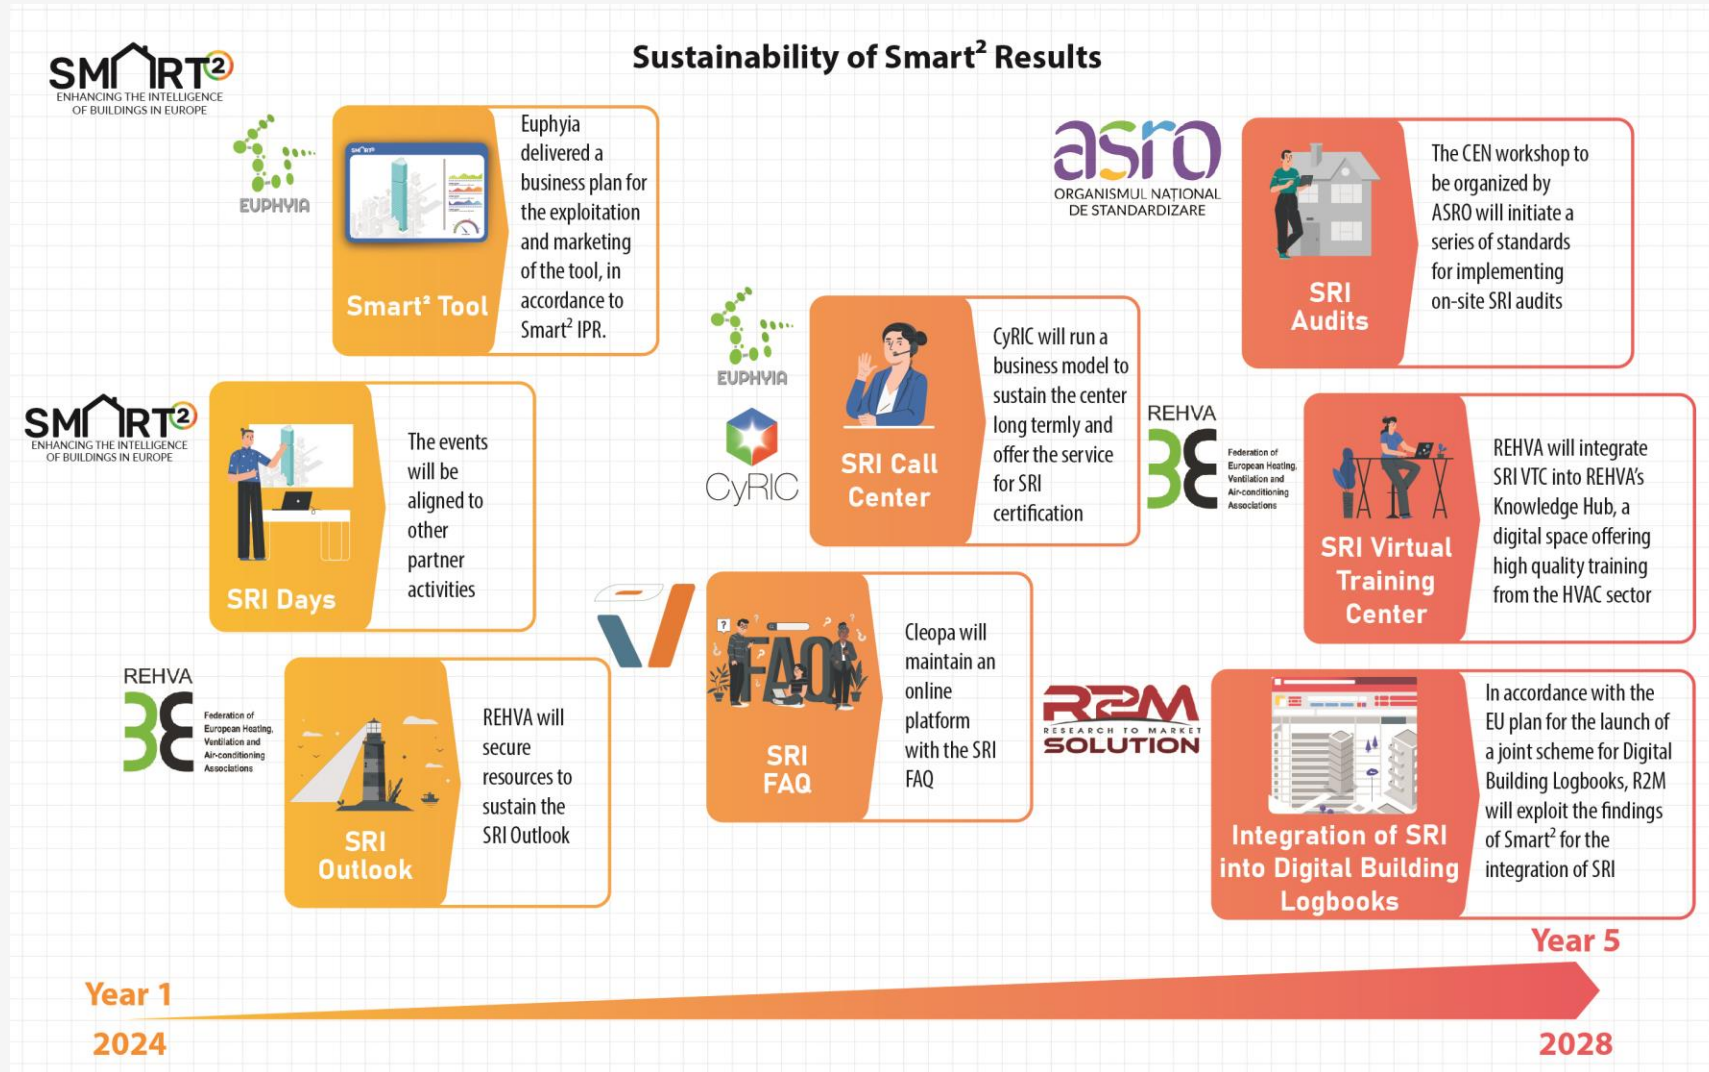 Sustainability of Smart² Results
SMART²
ENHANCING THE INTELLIGENCE
OF BUILDINGS IN EUROPE
EUPHYIA
Smart² Tool
Euphyia
delivered a
business plan for
the exploitation
and marketing
of the tool, in
accordance to
Smart² IPR.
SMART²
ENHANCING THE INTELLIGENCE
OF BUILDINGS IN EUROPE
SRI Days
The events
will be
aligned to
other
partner
activities
REHVA
Federation of
European Heating,
Ventilation and
Air-conditioning
Associations
SRI
Outlook
REHVA will
secure
resources to
sustain the
SRI Outlook
EUPHYIA
CyRIC
SRI Call
Center
CyRIC will run a
business model to
sustain the center
long termly and
offer the service
for SRI
certification
?
FAQ
SRI
FAQ
Cleopa will
maintain an
online
platform
with the SRI
FAQ
asro
ORGANISMUL NAȚIONAL
DE STANDARDIZARE
SRI
Audits
The CEN workshop to
be organized by
ASRO will initiate a
series of standards
for implementing
on-site SRI audits
REHVA
Federation of
European Heating,
Ventilation and
Air-conditioning
Associations
SRI Virtual
Training
Center
REHVA will integrate
SRI VTC into REHVA's
Knowledge Hub, a
digital space offering
high quality training
from the HVAC sector
R2M
RESEARCH TO MARKET
SOLUTION
Integration of SRI
into Digital Building
Logbooks
In accordance with the
EU plan for the launch of
a joint scheme for Digital
Building Logbooks, R2M
will exploit the findings
of Smart² for the
integration of SRI
Year 1
2024
Year 5
2028